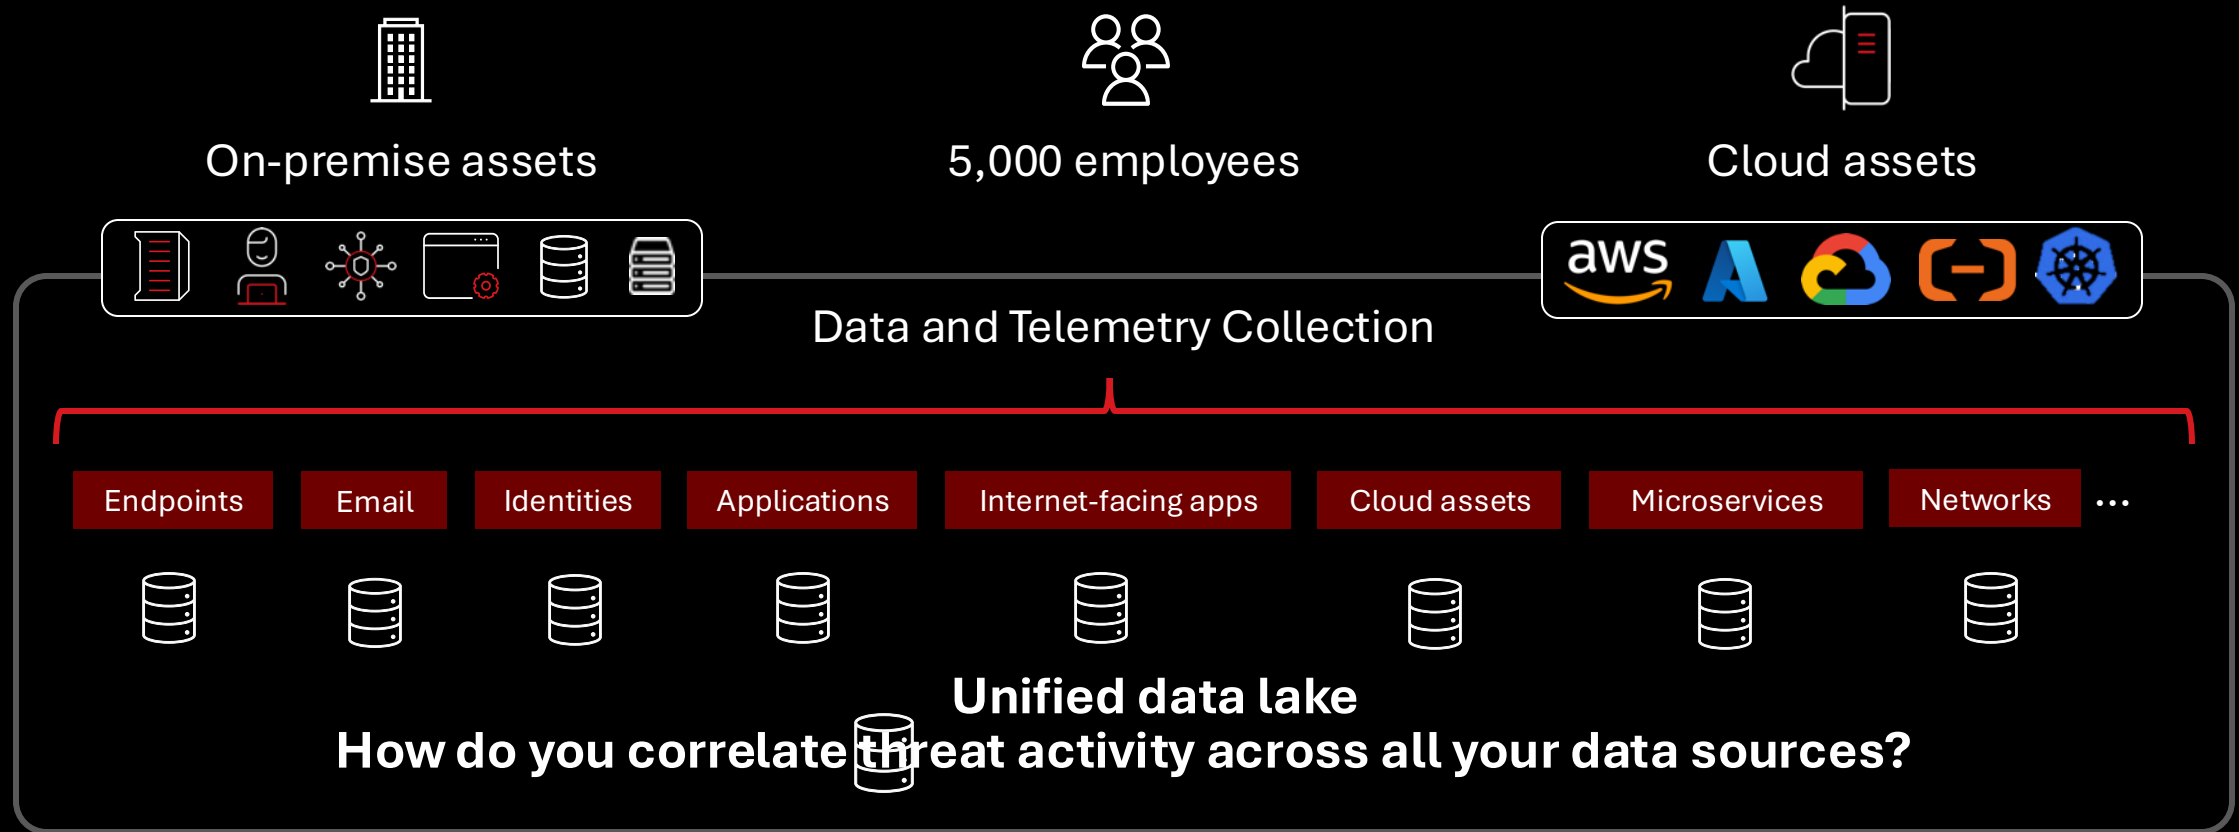 On-premise assets
5,000 employees
Cloud assets
aws
Data and Telemetry Collection
Endpoints
Email
Identities
Applications
Internet-facing apps
Cloud assets
Microservices
Networks
...
Unified data lake
How do you correlate threat activity across all your data sources?